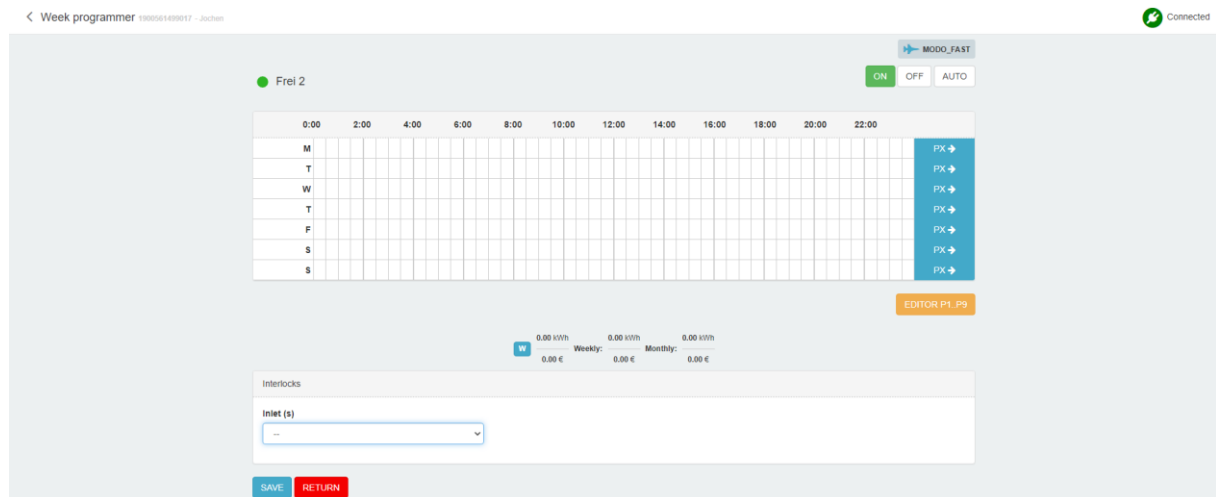 Week programmer 1900561499017 - Jochen
Connected
MODO_FAST
Frei 2
ON OFF AUTO
0:00 2:00 4:00 6:00 8:00 10:00 12:00 14:00 16:00 18:00 20:00 22:00
M PX
T PX
W PX
T PX
F PX
S PX
S PX
EDITOR P1..P9
W 0.00 kWh Weekly: 0.00 kWh Monthly: 0.00 kWh
0.00 € 0.00 € 0.00 €
Interlocks
Inlet (s)
--
SAVE RETURN